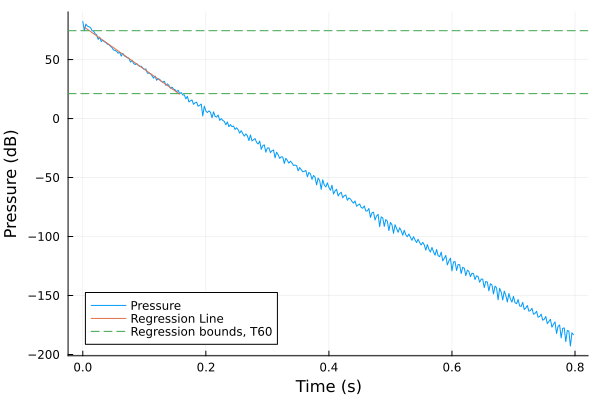 50
0
−50
−100
−150
−200
Pressure (dB)
Pressure
Regression Line
Regression bounds, T60
0.0 0.2 0.4 0.6 0.8
Time (s)